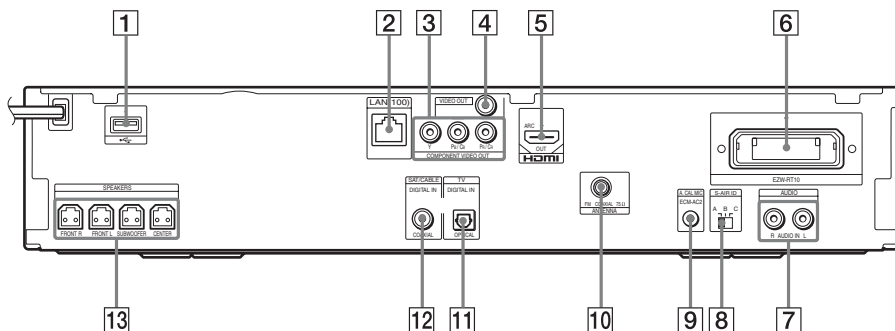 1
2
3
4
5
6
LAN(100)
VIDEO OUT
Y
PB / CB
PR / CR
COMPONENT VIDEO OUT
ARC
OUT
HDMI
EZW-RT10
SPEAKERS
FRONT R
FRONT L
SUBWOOFER
CENTER
SAT/CABLE
DIGITAL IN
COAXIAL
TV
DIGITAL IN
OPTICAL
FM COAXIAL 75Ω
ANTENNA
A. CAL MIC
ECM-AC2
S-AIR ID
A B C
AUDIO
R AUDIO IN L
13
12
11
10
9
8
7